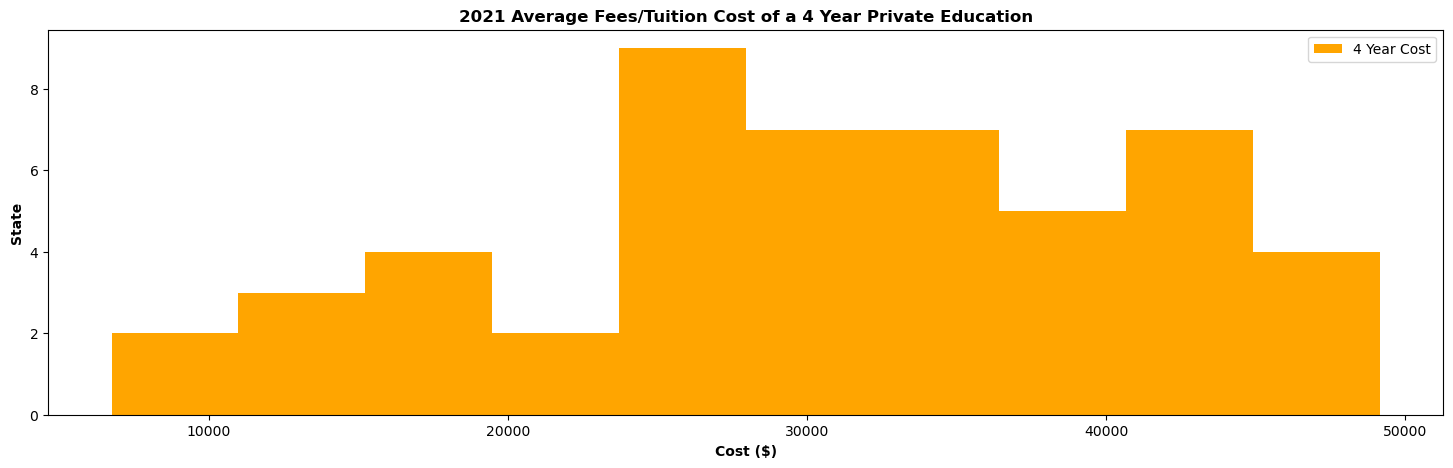 2021 Average Fees/Tuition Cost of a 4 Year Private Education
4 Year Cost
State
8
6
4
2
0
10000 20000 30000 40000 50000
Cost ($)